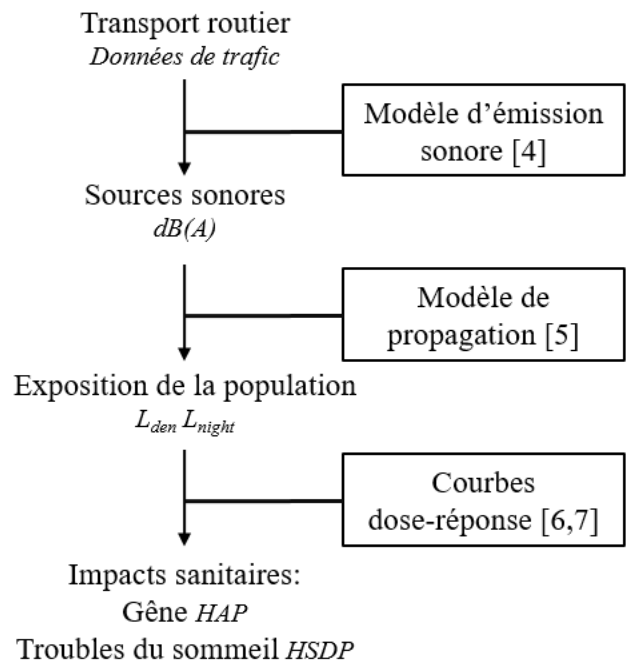 Transport routier
Données de trafic
Modèle d'émission
sonore [4]
Sources sonores
dB(A)
Modèle de
propagation [5]
Exposition de la population
Lden Lnight
Courbes
dose-réponse [6,7]
Impacts sanitaires:
Gêne HAP
Troubles du sommeil HSDP